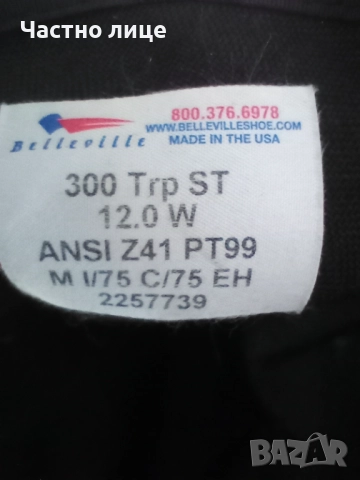 Частно лице
Belleville
800.376.6978
WWW.BELLEVILLESHOE.COM
MADE IN THE USA
300 Trp ST
12.0 W
ANSI Z41 PT99
M I/75 C/75 EH
2257739
BAZAR